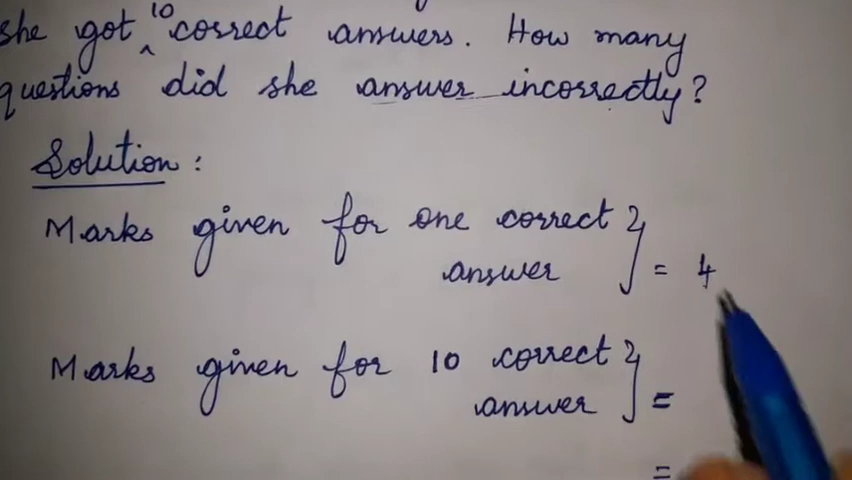 she got ^ 10 correct answers. How many
questions did she answer incorrectly?
Solution :
Marks given for one correct
answer } = 4
Marks given for 10 correct
answer } =
=